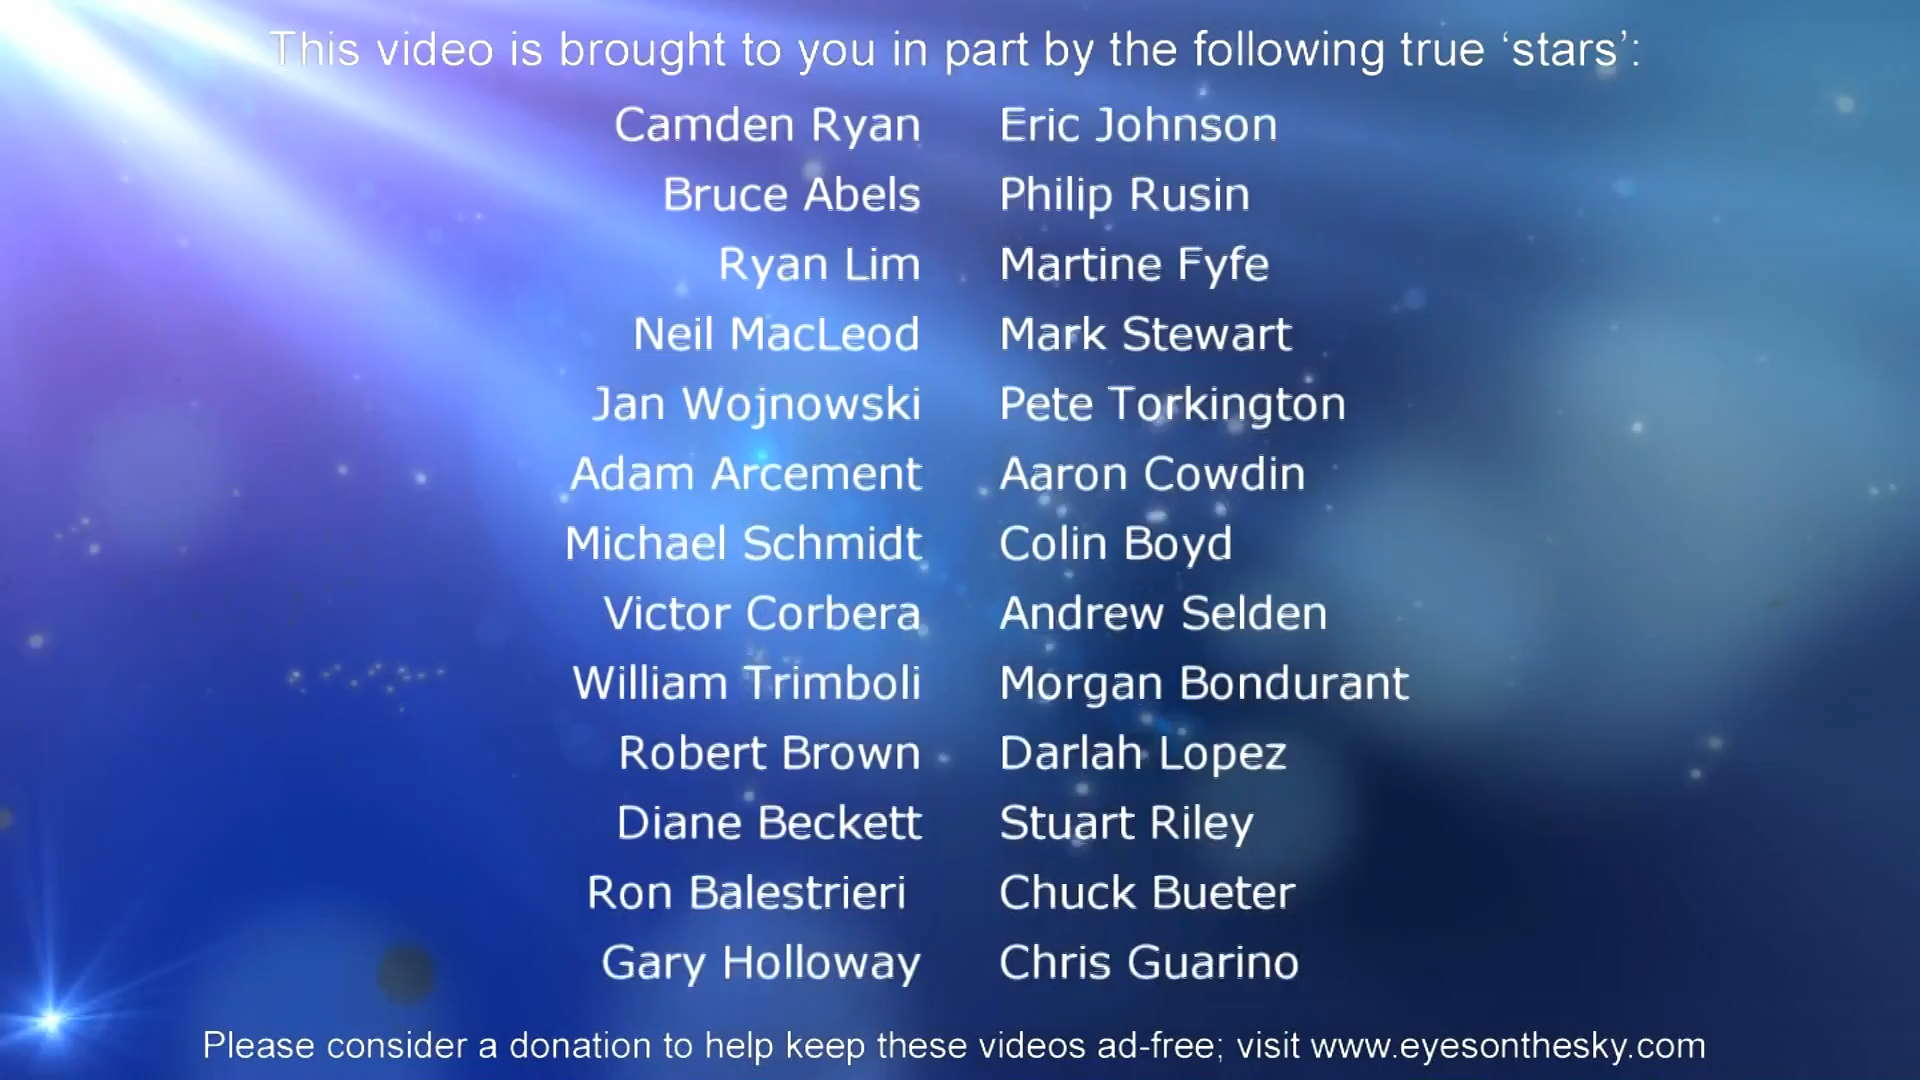 This video is brought to you in part by the following true ‘stars’:
Camden Ryan Eric Johnson
Bruce Abels Philip Rusin
Ryan Lim Martine Fyfe
Neil MacLeod Mark Stewart
Jan Wojnowski Pete Torkington
Adam Arcement Aaron Cowdin
Michael Schmidt Colin Boyd
Victor Corbera Andrew Selden
William Trimboli Morgan Bondurant
Robert Brown Darlah Lopez
Diane Beckett Stuart Riley
Ron Balestrieri Chuck Bueter
Gary Holloway Chris Guarino
Please consider a donation to help keep these videos ad-free; visit www.eyesonthesky.com